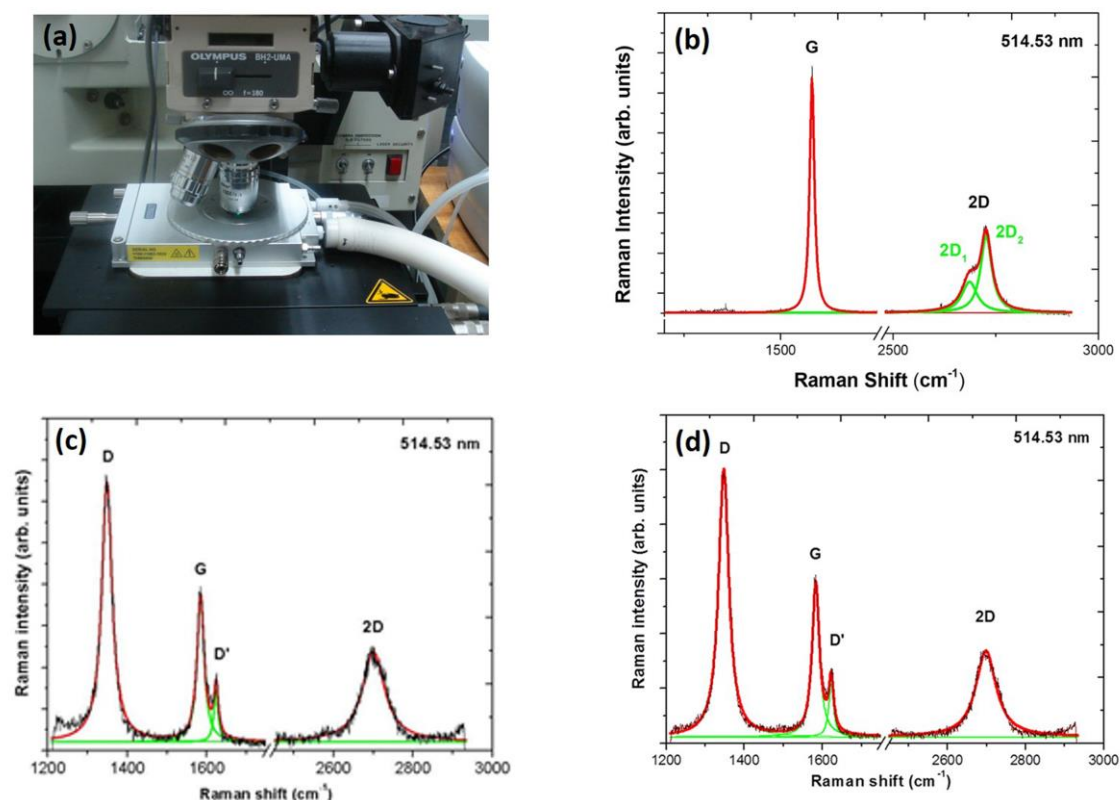 (a)
OLYMPUS BH2-UMA
∞ f=380
(b)
514.53 nm
G
2D
2D₁
2D₂
Raman Intensity (arb. units)
1500
2500
3000
Raman Shift (cm⁻¹)
(c)
514.53 nm
D
G
D'
2D
Raman intensity (arb. units)
1200
1400
1600
2600
2800
3000
Raman shift (cm⁻¹)
(d)
514.53 nm
D
G
D'
2D
Raman intensity (arb. units)
1200
1400
1600
2600
2800
3000
Raman shift (cm⁻¹)